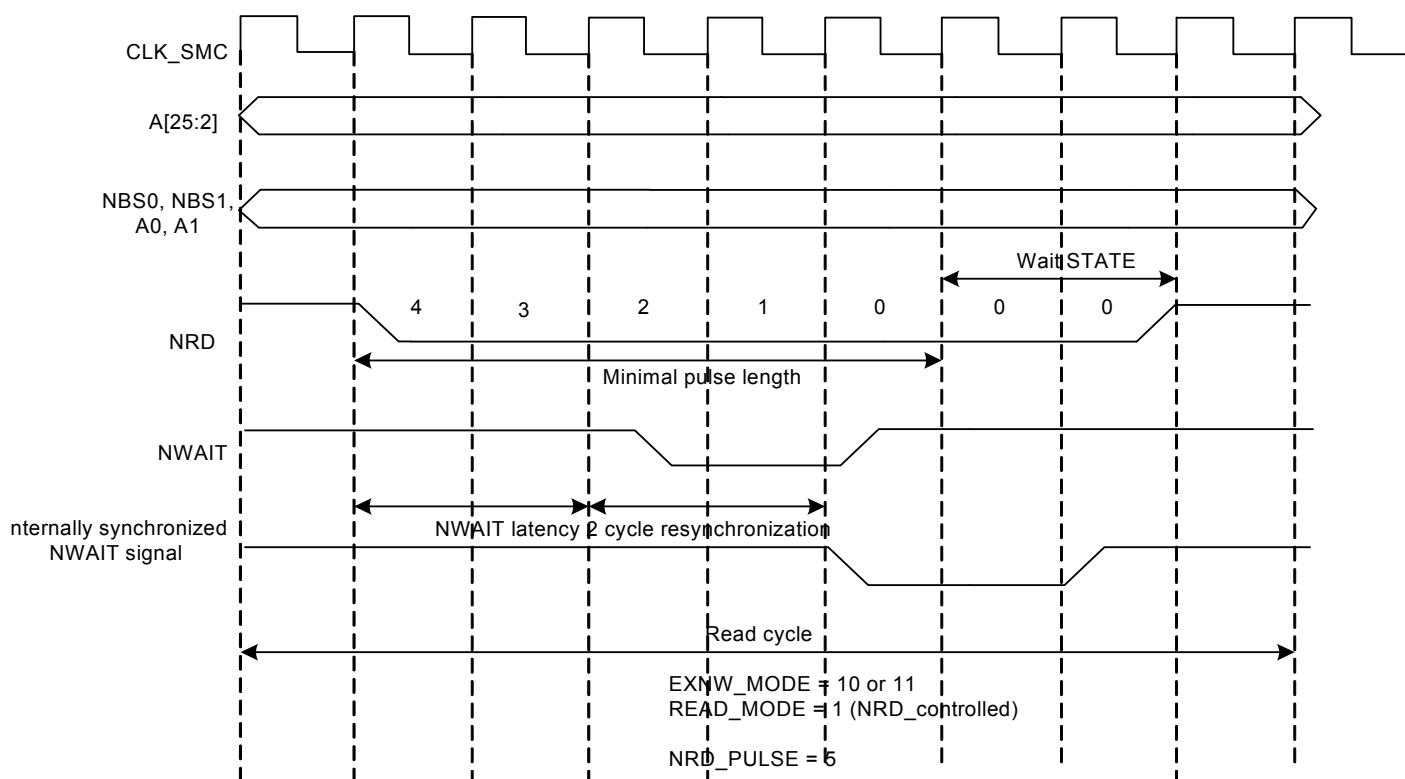 CLK_SMC
A[25:2]
NBS0, NBS1,
A0, A1
Wait STATE
4 3 2 1 0 0 0
NRD
Minimal pulse length
NWAIT
NWAIT latency 2 cycle resynchronization
nternally synchronized
NWAIT signal
Read cycle
EXNW_MODE = 10 or 11
READ_MODE = 1 (NRD_controlled)
NRD_PULSE = 5